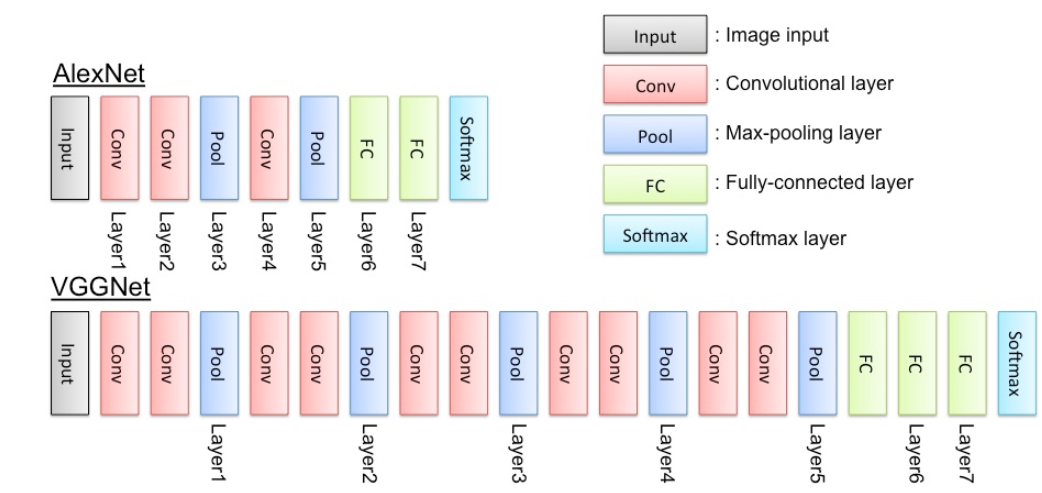 Input : Image input
AlexNet
Conv : Convolutional layer
Input Conv Conv Pool Conv Pool FC FC Softmax
Pool : Max-pooling layer
FC : Fully-connected layer
Softmax : Softmax layer
Layer1 Layer2 Layer3 Layer4 Layer5 Layer6 Layer7
VGGNet
Input Conv Conv Pool Conv Conv Pool Conv Conv Pool Conv Conv Pool Conv Conv Pool FC FC FC Softmax
Layer1 Layer2 Layer3 Layer4 Layer5 Layer6 Layer7